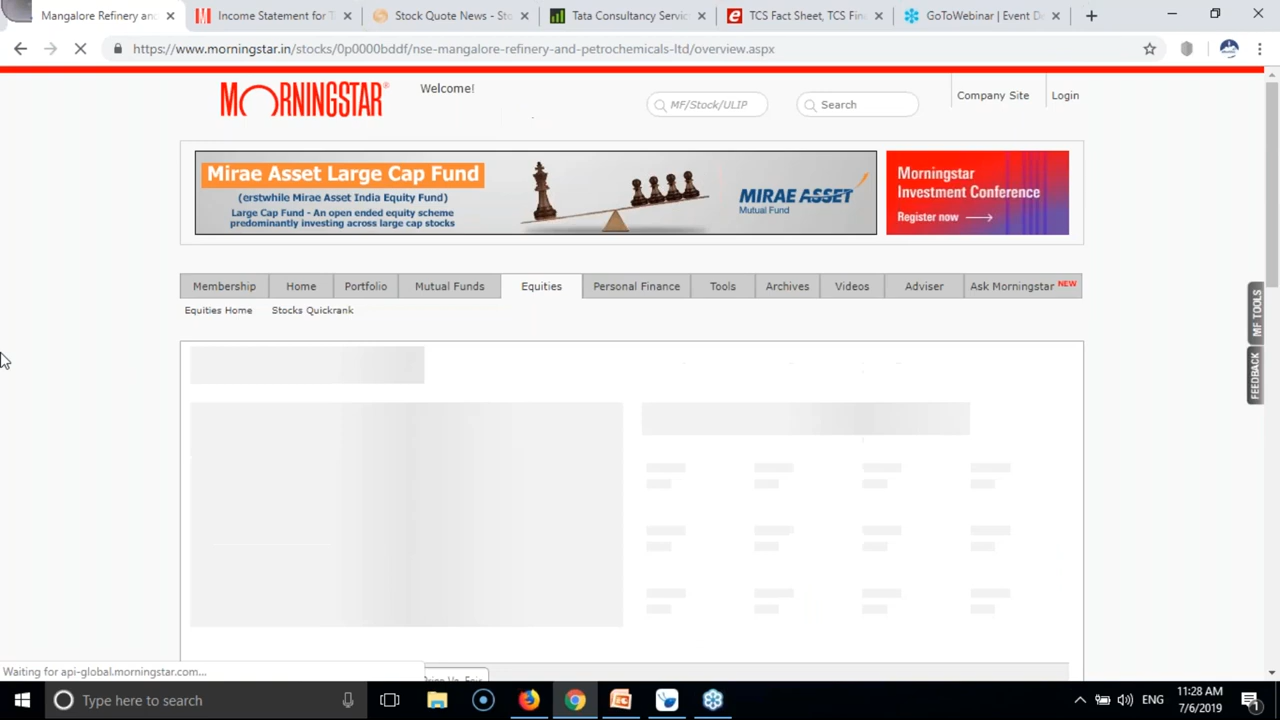 Mangalore Refinery an
Income Statement for T
Stock Quote News - Sto
Tata Consultancy Servic
TCS Fact Sheet, TCS Fin
GoToWebinar | Event D
https://www.morningstar.in/stocks/0p0000bddf/nse-mangalore-refinery-and-petrochemicals-ltd/overview.aspx
MORNINGSTAR®
Welcome!
MF/Stock/ULIP
Search
Company Site
Login
Mirae Asset Large Cap Fund
(erstwhile Mirae Asset India Equity Fund)
Large Cap Fund - An open ended equity scheme
predominantly investing across large cap stocks
MIRAE ASSET
Mutual Fund
Morningstar
Investment Conference
Register now
Membership
Home
Portfolio
Mutual Funds
Equities
Personal Finance
Tools
Archives
Videos
Adviser
Ask Morningstar NEW
Equities Home
Stocks Quickrank
MF TOOLS
FEEDBACK
Waiting for api-global.morningstar.com...
Type here to search
ENG
11:28 AM
7/6/2019
1